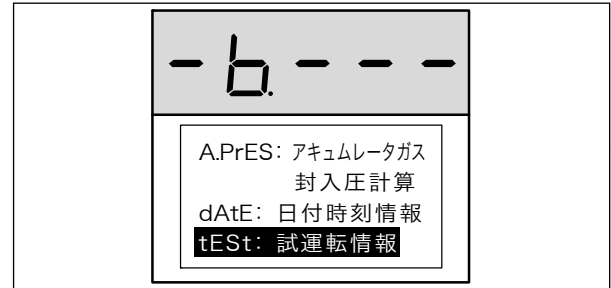 -b.---
A.PrES: アキュムレータガス
封入圧計算
dAtE: 日付時刻情報
tESt: 試運転情報